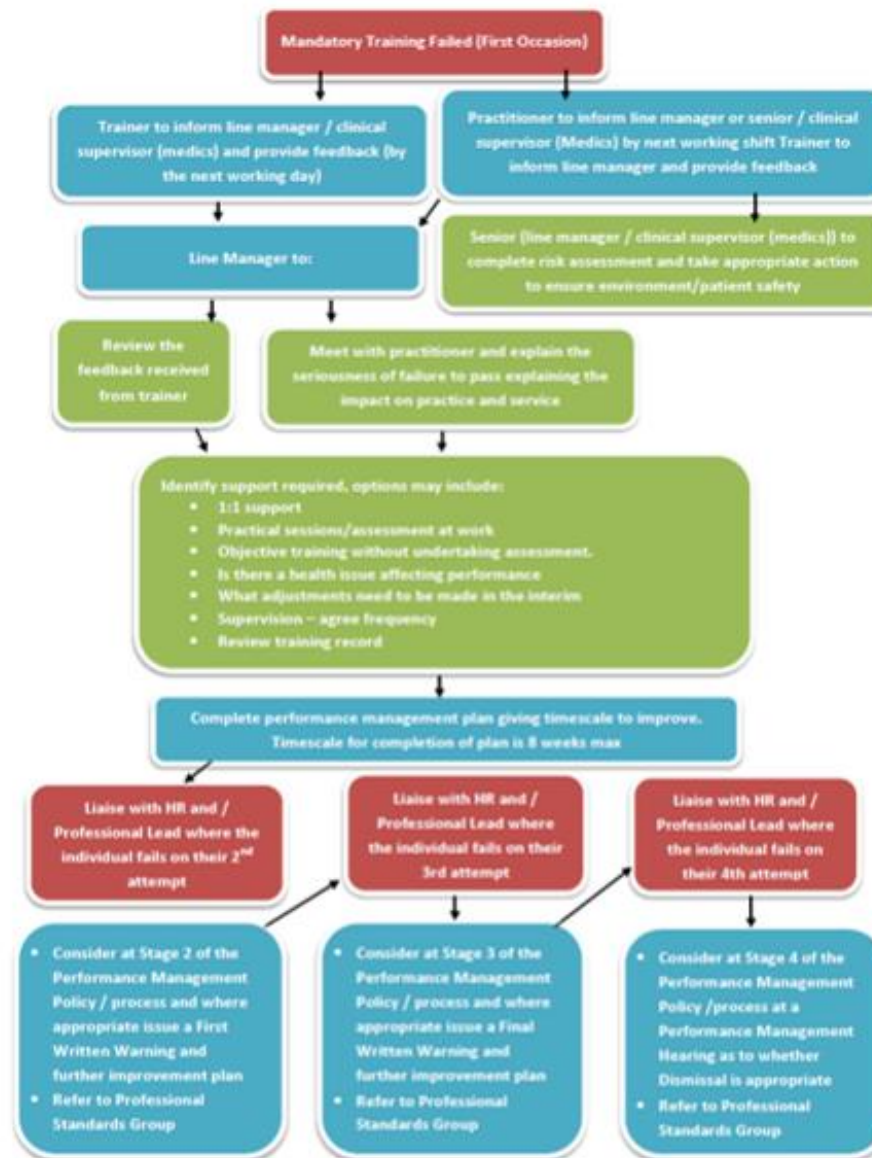 Mandatory Training Failed (First Occasion)
Trainer to inform line manager / clinical
supervisor (medics) and provide feedback (by
the next working day)
Practitioner to inform line manager or senior / clinical
supervisor (Medics) by next working shift Trainer to
inform line manager and provide feedback
Line Manager to:
Senior (line manager / clinical supervisor (medics)) to
complete risk assessment and take appropriate action
to ensure environment/patient safety
Review the
feedback received
from trainer
Meet with practitioner and explain the
seriousness of failure to pass explaining the
impact on practice and service
Identify support required, options may include:
• 1:1 support
• Practical sessions/assessment at work
• Objective training without undertaking assessment.
• Is there a health issue affecting performance
• What adjustments need to be made in the interim
• Supervision – agree frequency
• Review training record
Complete performance management plan giving timescale to improve.
Timescale for completion of plan is 8 weeks max
Liaise with HR and /
Professional Lead where the
individual fails on their 2nd
attempt
Liaise with HR and /
Professional Lead where
the individual fails on their
3rd attempt
Liaise with HR and /
Professional Lead where
the individual fails on
their 4th attempt
• Consider at Stage 2 of the
Performance Management
Policy / process and where
appropriate issue a First
Written Warning and
further improvement plan
• Refer to Professional
Standards Group
• Consider at Stage 3 of the
Performance Management
Policy / process and where
appropriate issue a Final
Written Warning and
further improvement plan
• Refer to Professional
Standards Group
• Consider at Stage 4 of the
Performance Management
Policy /process at a
Performance Management
Hearing as to whether
Dismissal is appropriate
• Refer to Professional
Standards Group